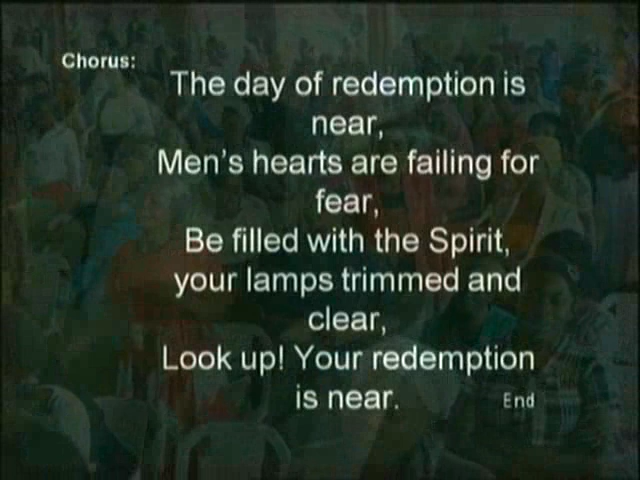 Chorus:
The day of redemption is
near,
Men's hearts are failing for
fear,
Be filled with the Spirit,
your lamps trimmed and
clear,
Look up! Your redemption
is near.
End